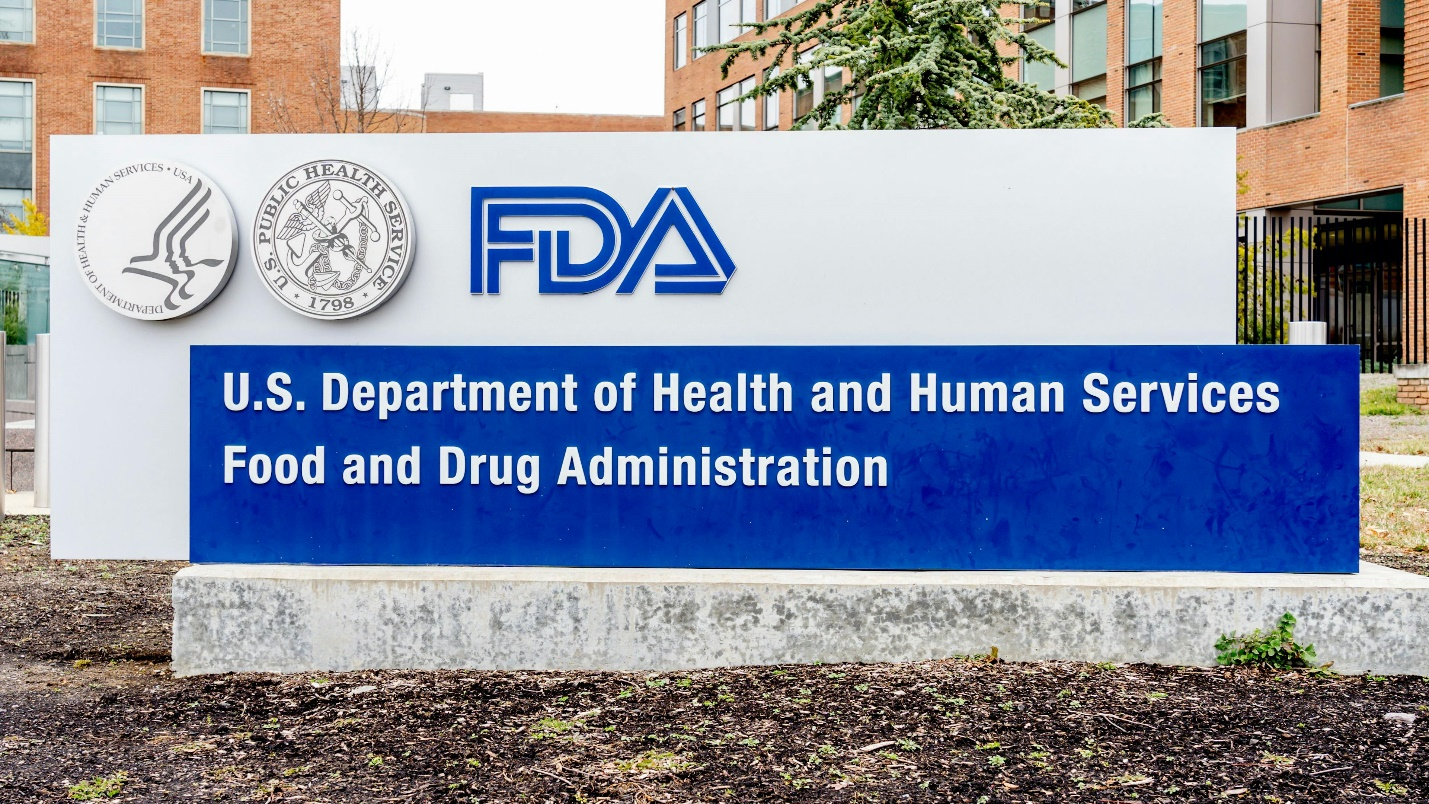 DEPARTMENT OF HEALTH & HUMAN SERVICES • USA
U.S. PUBLIC HEALTH SERVICE
• 1798 •
FDA
U.S. Department of Health and Human Services
Food and Drug Administration